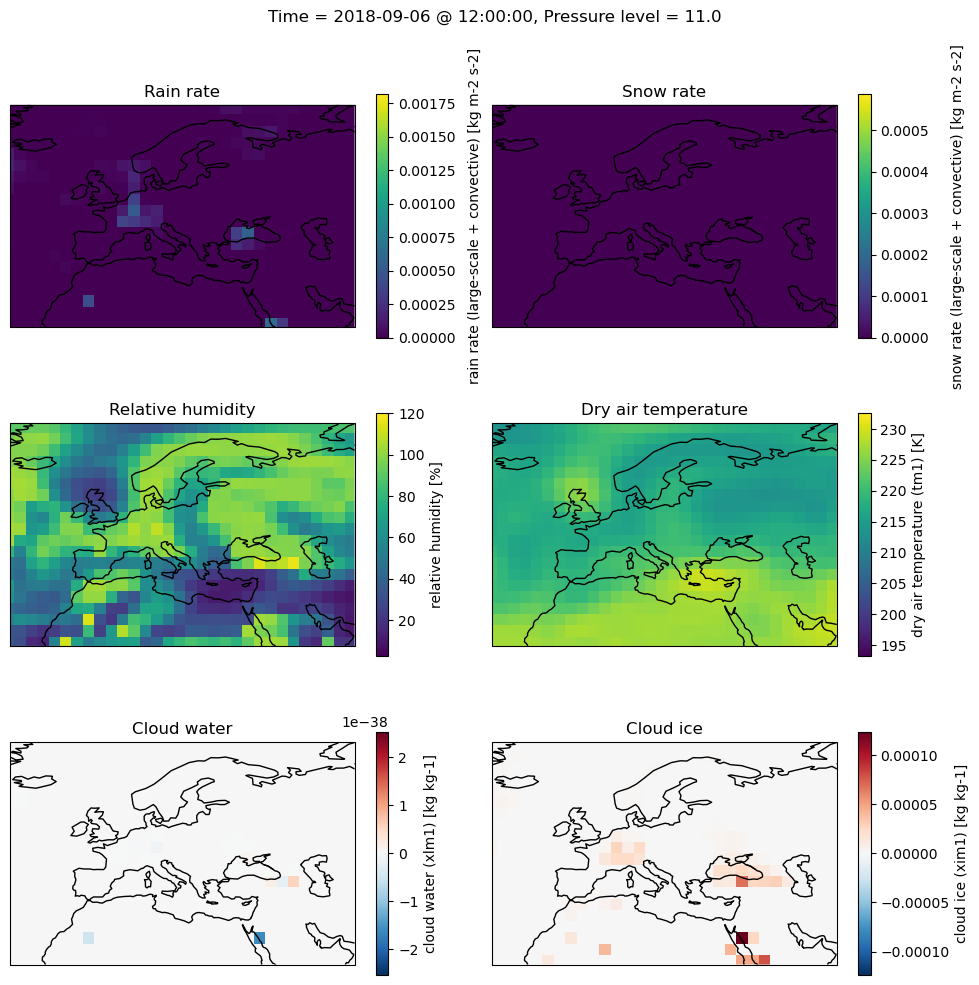 Time = 2018-09-06 @ 12:00:00, Pressure level = 11.0
Rain rate
0.00175
0.00150
0.00125
0.00100
0.00075
0.00050
0.00025
0.00000
rain rate (large-scale + convective) [kg m-2 s-2]
Snow rate
0.0005
0.0004
0.0003
0.0002
0.0001
0.0000
snow rate (large-scale + convective) [kg m-2 s-2]
Relative humidity
120
100
80
60
40
20
relative humidity [%]
Dry air temperature
230
225
220
215
210
205
200
195
dry air temperature (tm1) [K]
Cloud water
1e−38
2
1
0
−1
−2
cloud water (xlm1) [kg kg-1]
Cloud ice
0.00010
0.00005
0.00000
−0.00005
−0.00010
cloud ice (xim1) [kg kg-1]